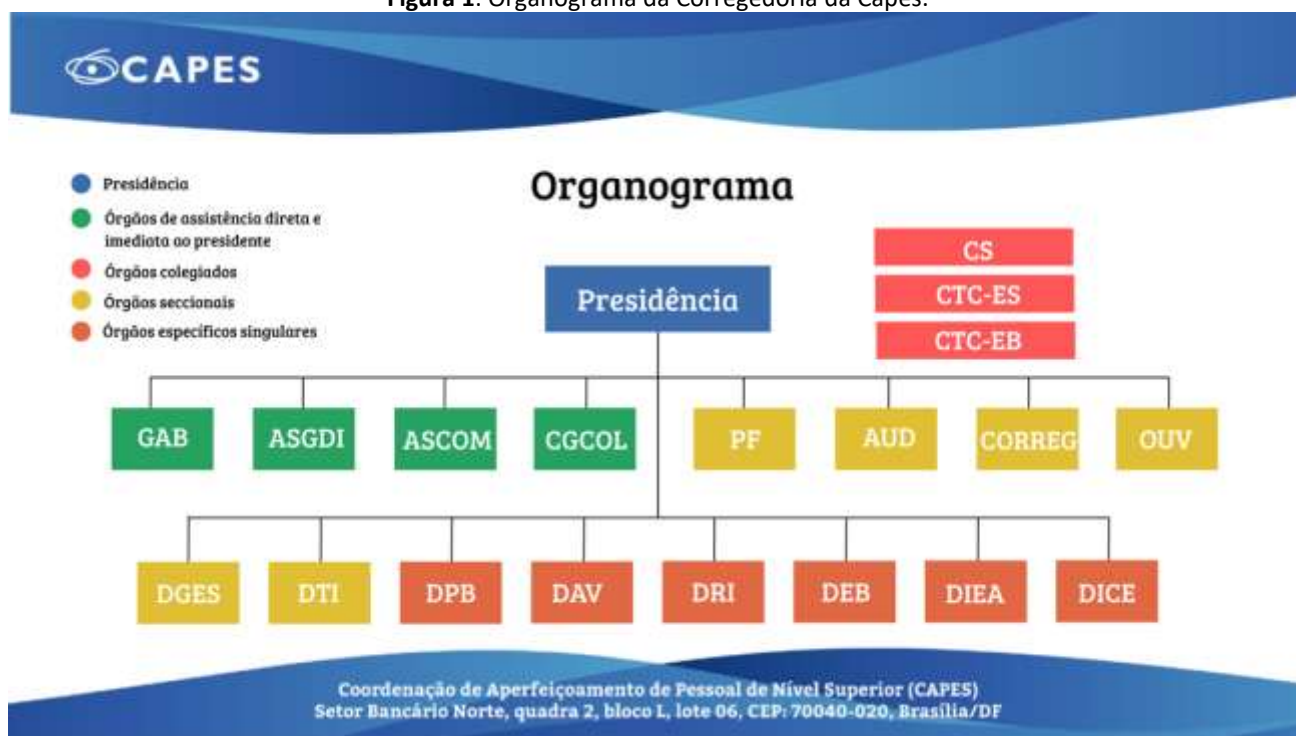 Figura 1. Organograma da Corregedoria da Capes.
CAPES
Organograma
Presidência
Órgãos de assistência direta e
imediata ao presidente
Órgãos colegiados
Órgãos seccionais
Órgãos específicos singulares
CS
CTC-ES
CTC-EB
Presidência
GAB
ASGDI
ASCOM
CGCOL
PF
AUD
CORREG
OUV
DGES
DTI
DPB
DAV
DRI
DEB
DIEA
DICE
Coordenação de Aperfeiçoamento de Pessoal de Nível Superior (CAPES)
Setor Bancário Norte, quadra 2, bloco L, lote 06, CEP: 70040-020, Brasília/DF